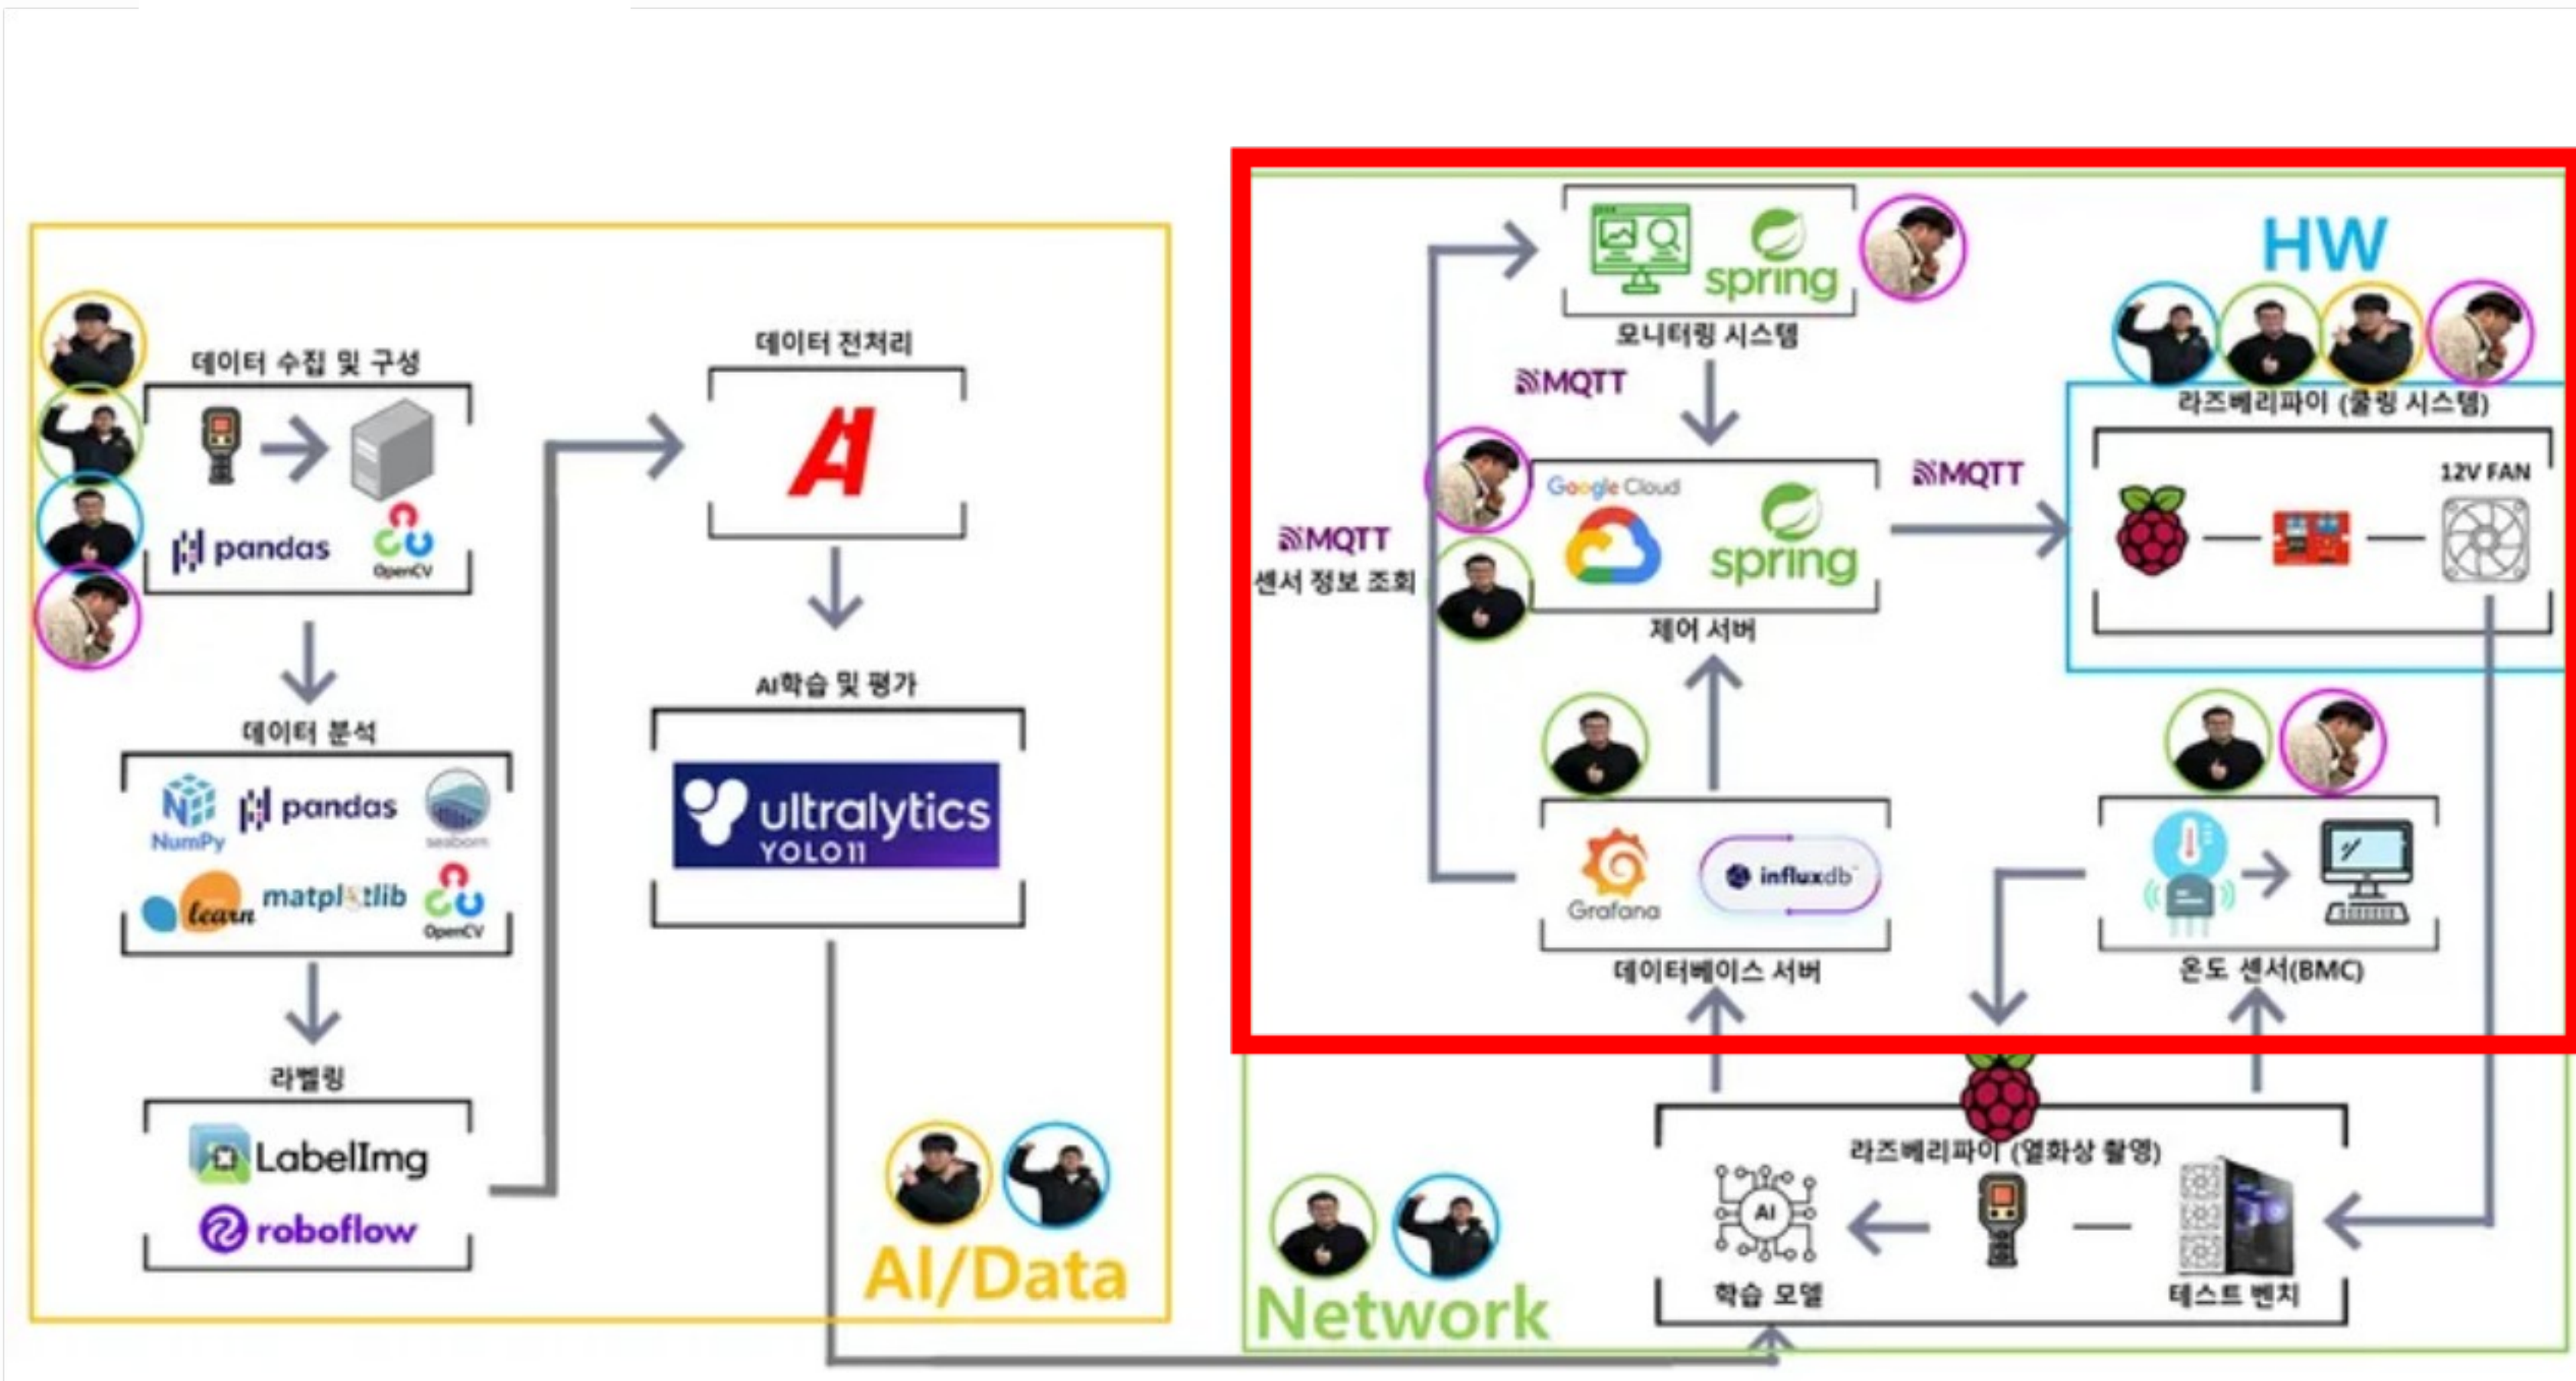 데이터 수집 및 구성
pandas
OpenCV
데이터 분석
NumPy
pandas
seaborn
learn
matplotlib
OpenCV
라벨링
LabelImg
roboflow
데이터 전처리
AI
AI학습 및 평가
ultralytics
YOLO11
AI/Data
spring
모니터링 시스템
MQTT
MQTT
센서 정보 조회
Google Cloud
spring
제어 서버
MQTT
HW
라즈베리파이 (쿨링 시스템)
12V FAN
Grafana
influxdb
데이터베이스 서버
온도 센서(BMC)
라즈베리파이 (열화상 촬영)
AI
학습 모델
테스트 벤치
Network